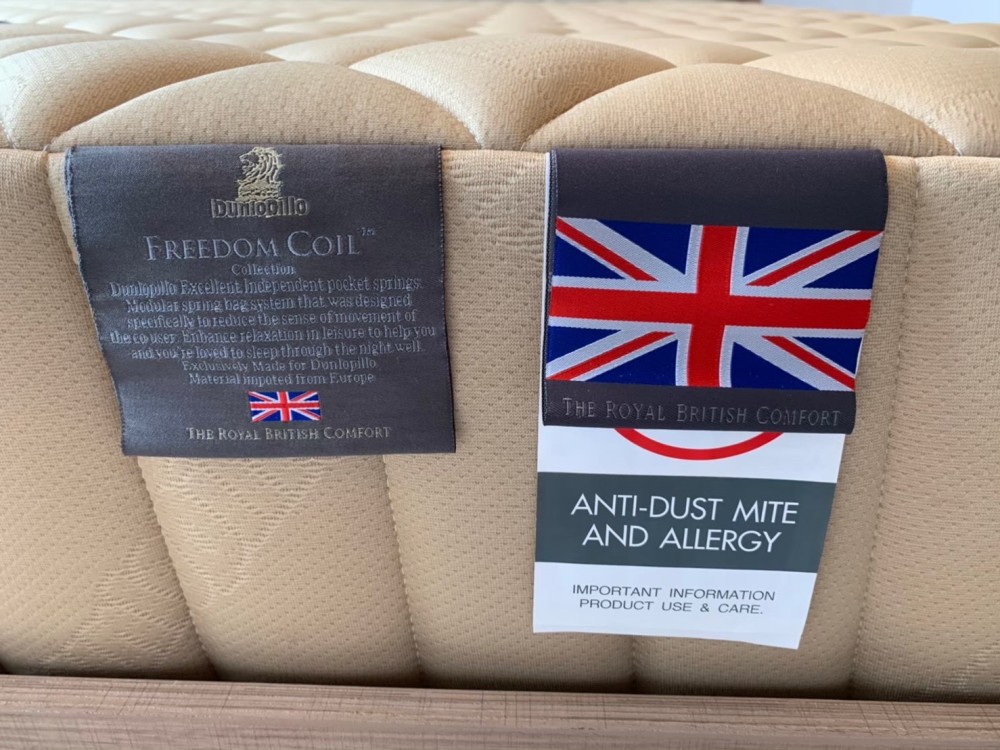 Dunlopillo
FREEDOM COIL™
Collection
Dunlopillo Excellent Independent pocket springs.
Modular spring bag system that was designed
specifically to reduce the sense of movement of
the co user. Enhance relaxation in leisure to help you
and you're loved to sleep through the night well.
Exclusively Made for Dunlopillo
Material impoted from Europe
THE ROYAL BRITISH COMFORT
THE ROYAL BRITISH COMFORT
ANTI-DUST MITE
AND ALLERGY
IMPORTANT INFORMATION
PRODUCT USE & CARE.